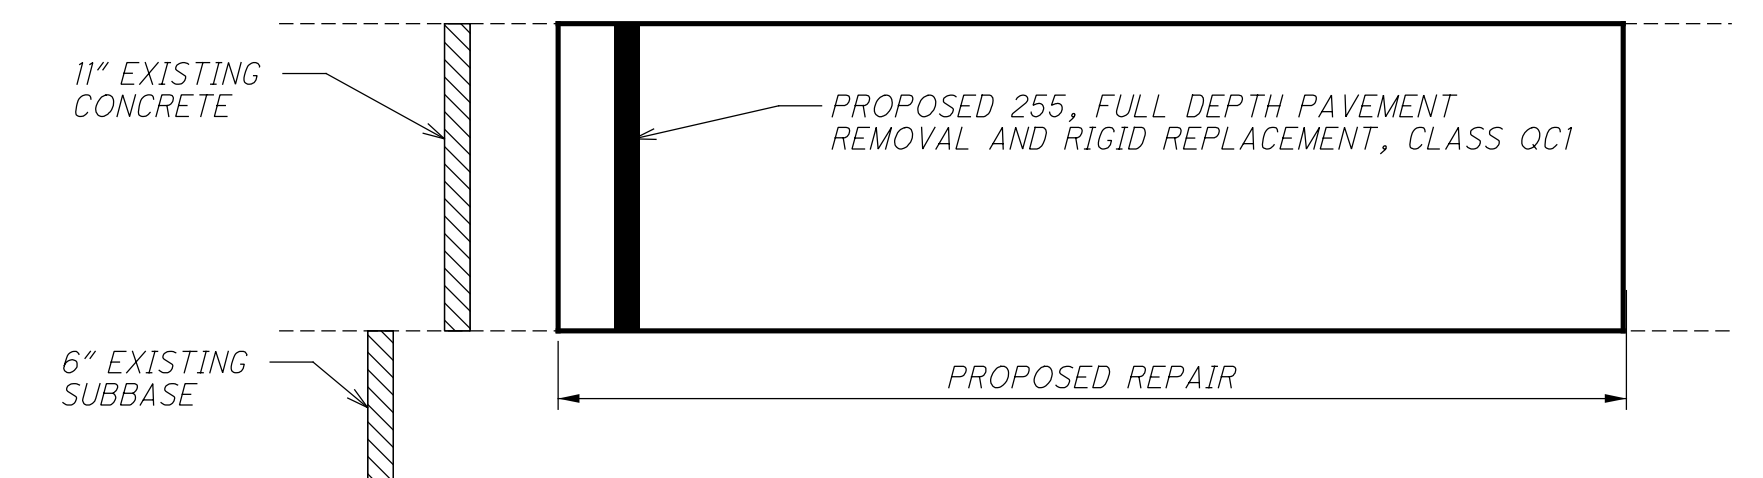 11" EXISTING
CONCRETE
PROPOSED 255, FULL DEPTH PAVEMENT
REMOVAL AND RIGID REPLACEMENT, CLASS QC1
6" EXISTING
SUBBASE
PROPOSED REPAIR